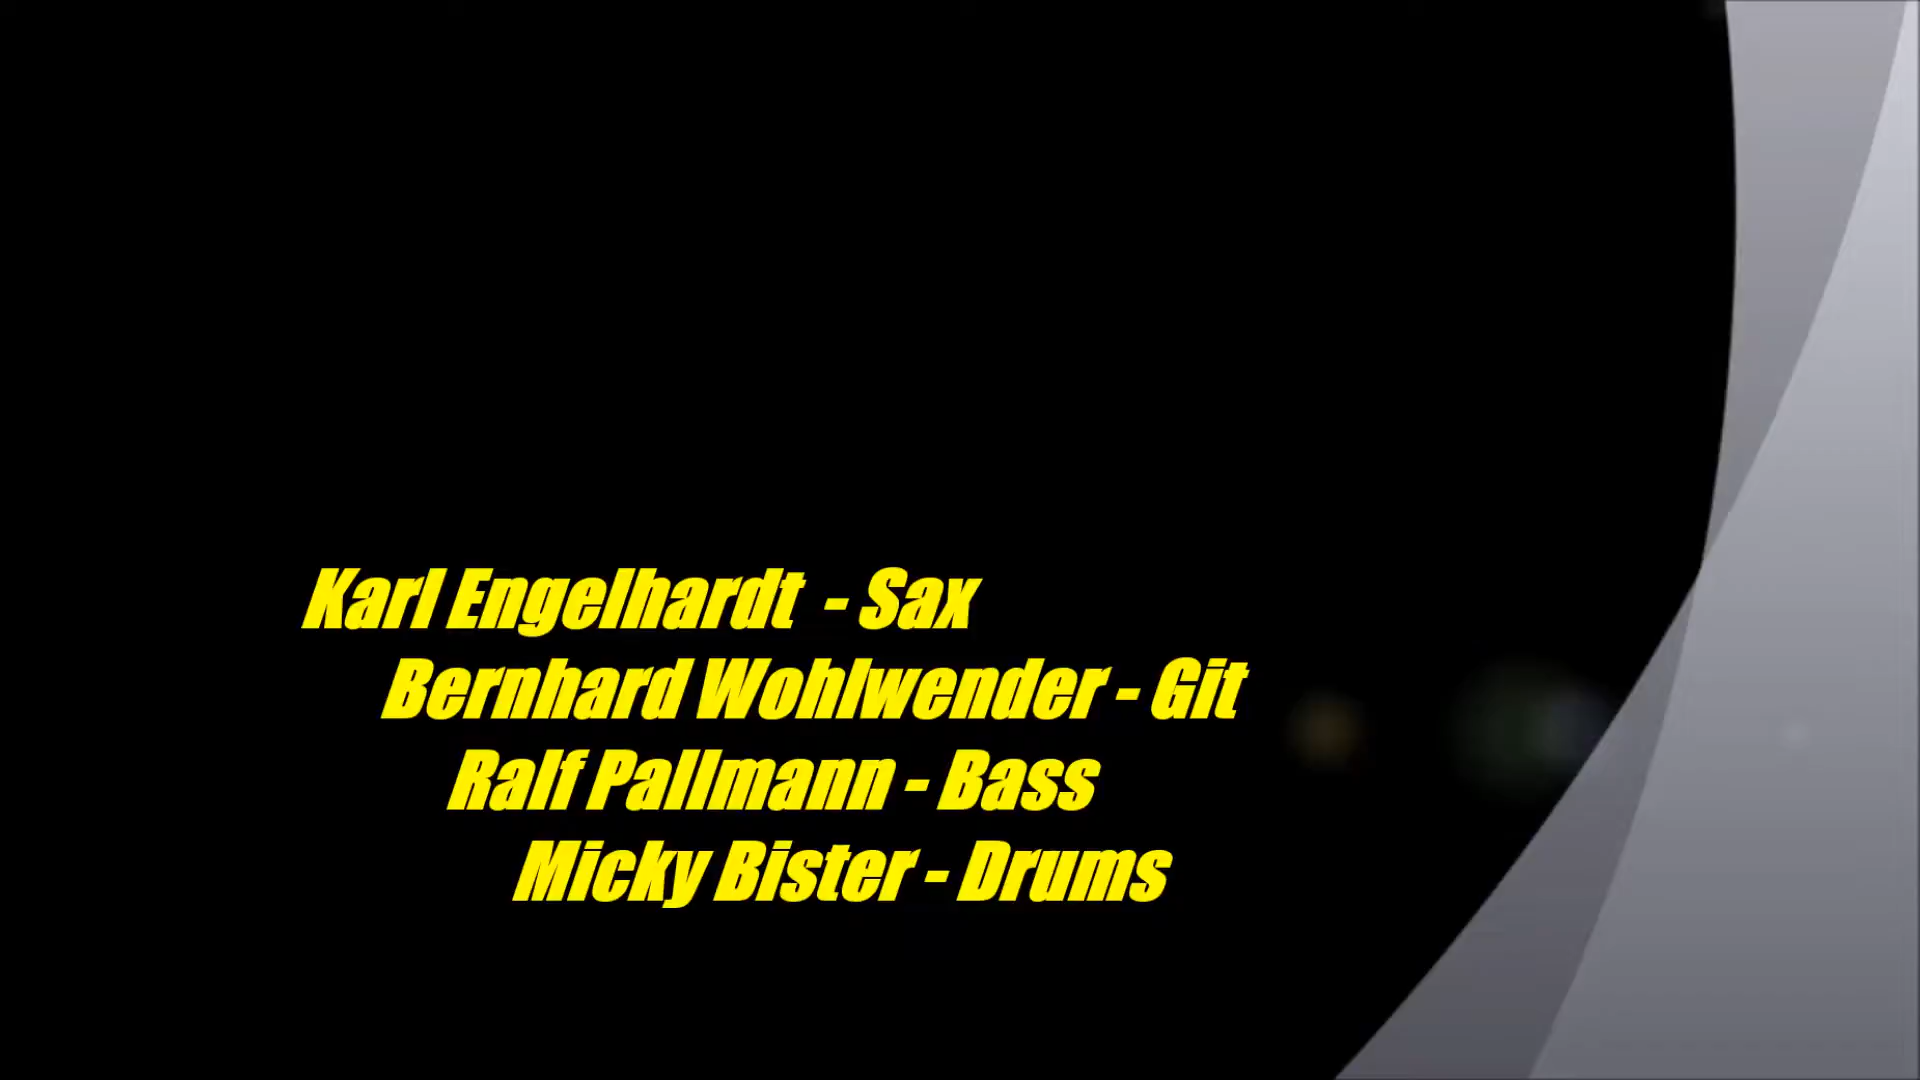 Karl Engelhardt - Sax
Bernhard Wohlwender - Git
Ralf Pallmann - Bass
Micky Bister - Drums